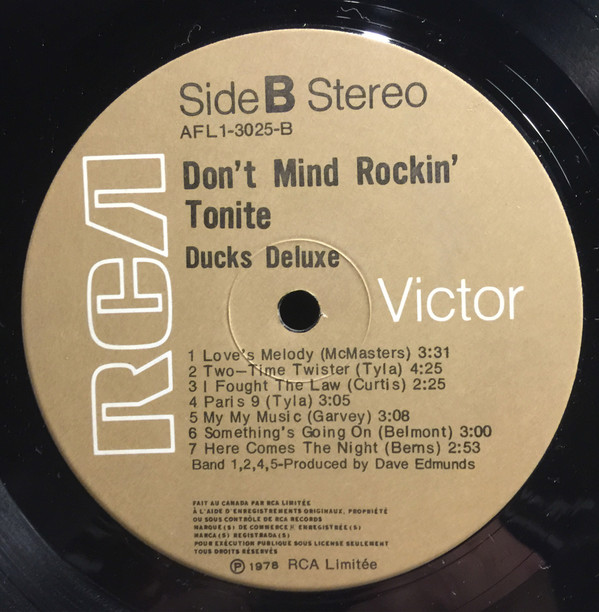 Side B Stereo
AFL1-3025-B
Don't Mind Rockin'
Tonite
Ducks Deluxe
RCA
Victor
1 Love's Melody (McMasters) 3:31
2 Two-Time Twister (Tyla) 4:25
3 I Fought The Law (Curtis) 2:25
4 Paris 9 (Tyla) 3:05
5 My My Music (Garvey) 3:08
6 Something's Going On (Belmont) 3:00
7 Here Comes The Night (Berns) 2:53
Band 1,2,4,5-Produced by Dave Edmunds
FAIT AU CANADA PAR RCA LIMITÉE
À L'AIDE D'ENREGISTREMENTS ORIGINAUX, PROPRIÉTÉ
OU SOUS CONTRÔLE DE RCA RECORDS
MARQUE(S) DE COMMERCE ENREGISTRÉE(S)
MARCA(S) REGISTRADA(S)
POUR EXÉCUTION PUBLIQUE SOUS LICENSE SEULEMENT
TOUS DROITS RÉSERVÉS
℗ 1978 RCA Limitée